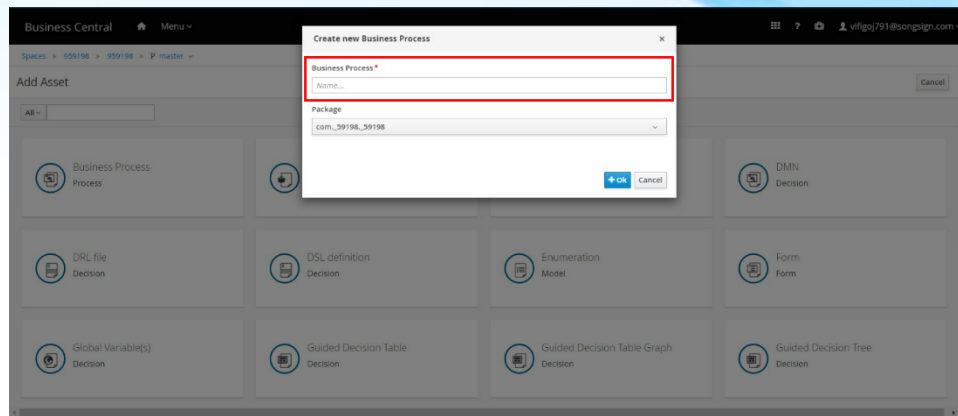 Business Central Menu
vifigoj791@songsign.com
Create new Business Process ×
Spaces > 959198 > 959198 > master
Business Process *
Name...
Add Asset
Cancel
All
Package
com._59198._59198
+ Ok Cancel
Business Process
Process
DMN
Decision
DRL file
Decision
DSL definition
Decision
Enumeration
Model
Form
Form
Global Variable(s)
Decision
Guided Decision Table
Decision
Guided Decision Table Graph
Decision
Guided Decision Tree
Decision